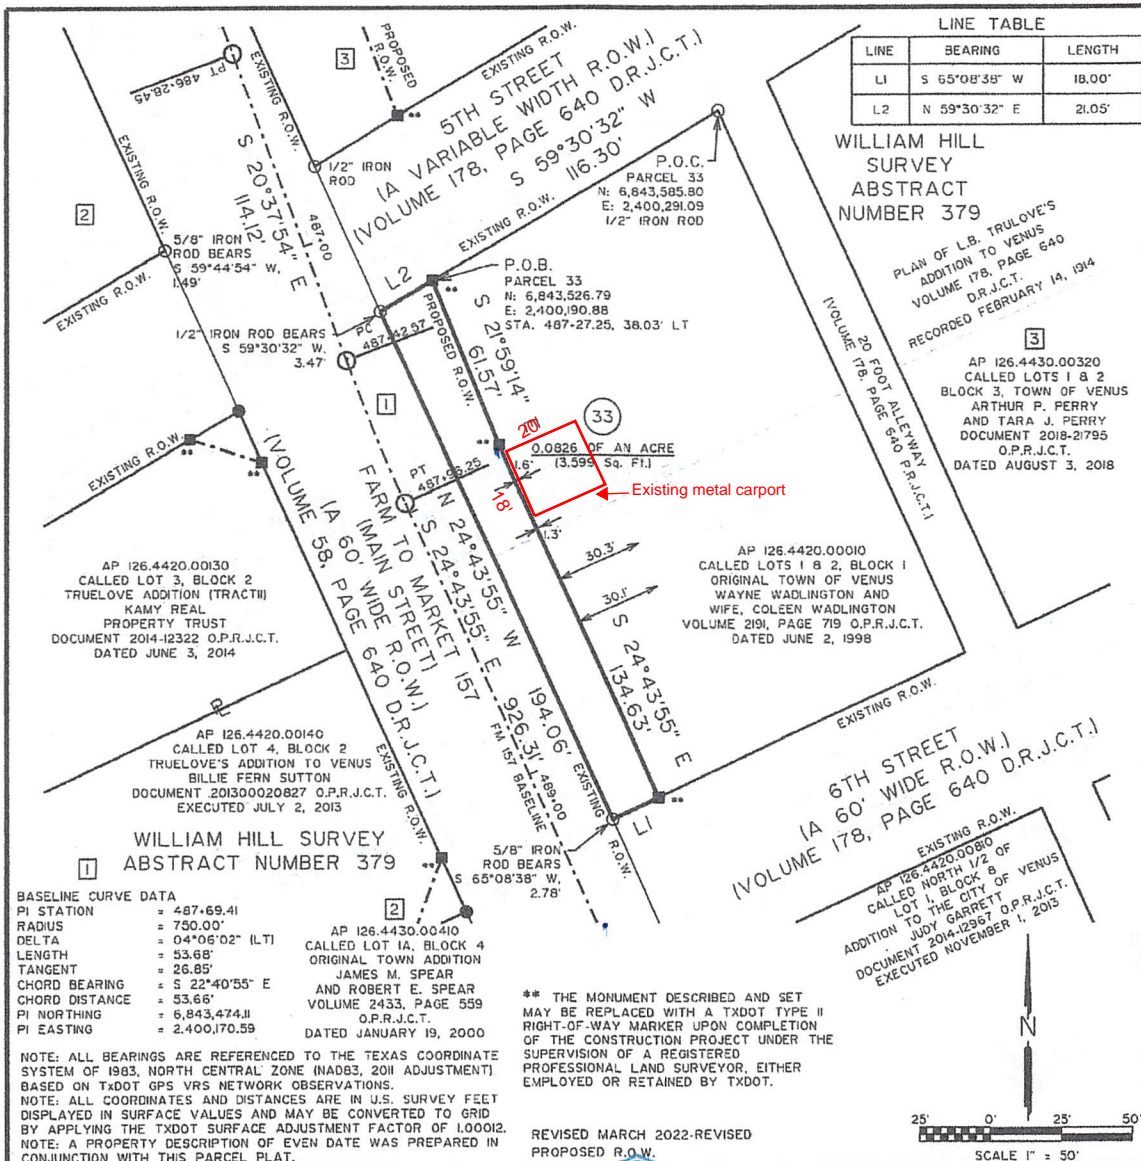 LINE TABLE
LINE BEARING LENGTH
L1 S 65°08'38" W 18.00'
L2 N 59°30'32" E 21.05'
WILLIAM HILL
SURVEY
ABSTRACT
NUMBER 379
PLAN OF L.B. TRULOVE'S
ADDITION TO VENUS
VOLUME 178, PAGE 640
D.R.J.C.T.
RECORDED FEBRUARY 14, 1914
3
AP 126.4430.00320
CALLED LOTS 1 & 2
BLOCK 3, TOWN OF VENUS
ARTHUR P. PERRY
AND TARA J. PERRY
DOCUMENT 2018-21795
O.P.R.J.C.T.
DATED AUGUST 3, 2018
PT 486+28.45
EXISTING R.O.W.
EXISTING R.O.W.
3
PROPOSED
R.O.W.
**
EXISTING R.O.W.
5TH STREET
(A VARIABLE WIDTH R.O.W.)
(VOLUME 178, PAGE 640 D.R.J.C.T.)
S 59°30'32" W
116.30'
EXISTING R.O.W.
1/2" IRON
ROD
S 20°37'54" E
114.12'
487+00
2
5/8" IRON
ROD BEARS
S 59°44'54" W,
1.49'
EXISTING R.O.W.
P.O.C.
PARCEL 33
N: 6,843,585.80
E: 2,400,291.09
1/2" IRON ROD
L2
P.O.B.
PARCEL 33
N: 6,843,526.79
E: 2,400,190.88
STA. 487+27.25, 38.03' LT
**
1/2" IRON ROD BEARS
S 59°30'32" W,
3.47'
PC
487+42.57
PROPOSED R.O.W.
S 21°59'14" E
61.57'
1
33
0.0826 OF AN ACRE
(3,599 Sq. Ft.)
20'
18'
1.6'
**
Existing metal carport
1.3'
30.3'
30.1'
20 FOOT ALLEYWAY
(VOLUME 178, PAGE 640 P.R.J.C.T.)
EXISTING R.O.W.
**
**
PT
487+96.25
AP 126.4420.00010
CALLED LOTS 1 & 2, BLOCK 1
ORIGINAL TOWN OF VENUS
WAYNE WADLINGTON AND
WIFE, COLEEN WADLINGTON
VOLUME 2191, PAGE 719 O.P.R.J.C.T.
DATED JUNE 2, 1998
AP 126.4420.00130
CALLED LOT 3, BLOCK 2
TRUELOVE ADDITION (TRACT II)
KAMY REAL
PROPERTY TRUST
DOCUMENT 2014-12322 O.P.R.J.C.T.
DATED JUNE 3, 2014
FARM TO MARKET 157
(MAIN STREET)
(A 60' WIDE R.O.W.)
(VOLUME 58, PAGE 640 D.R.J.C.T.)
N 24°43'55" W
194.06'
S 24°43'55" E
926.31'
S 24°43'55" E
134.63'
FM 157 BASELINE
489+00
EXISTING
R.O.W.
EXISTING R.O.W.
L1
**
EXISTING R.O.W.
6TH STREET
(A 60' WIDE R.O.W.)
(VOLUME 178, PAGE 640 D.R.J.C.T.)
EXISTING R.O.W.
AP 126.4420.00810
CALLED NORTH 1/2 OF
LOT 1, BLOCK 8
ADDITION TO THE CITY OF VENUS
JUDY GARRETT
DOCUMENT 2014-12967 O.P.R.J.C.T.
EXECUTED NOVEMBER 1, 2013
AP 126.4420.00140
CALLED LOT 4, BLOCK 2
TRUELOVE'S ADDITION TO VENUS
BILLIE FERN SUTTON
DOCUMENT 201300020827 O.P.R.J.C.T.
EXECUTED JULY 2, 2013
WILLIAM HILL SURVEY
ABSTRACT NUMBER 379
5/8" IRON
ROD BEARS
S 65°08'38" W,
2.78'
**
1
BASELINE CURVE DATA
PI STATION = 487+69.41
RADIUS = 750.00'
DELTA = 04°06'02" (LT)
LENGTH = 53.68'
TANGENT = 26.85'
CHORD BEARING = S 22°40'55" E
CHORD DISTANCE = 53.66'
PI NORTHING = 6,843,474.11
PI EASTING = 2,400,170.59
2
AP 126.4430.00410
CALLED LOT 1A, BLOCK 4
ORIGINAL TOWN ADDITION
JAMES M. SPEAR
AND ROBERT E. SPEAR
VOLUME 2433, PAGE 559
O.P.R.J.C.T.
DATED JANUARY 19, 2000
** THE MONUMENT DESCRIBED AND SET
MAY BE REPLACED WITH A TXDOT TYPE II
RIGHT-OF-WAY MARKER UPON COMPLETION
OF THE CONSTRUCTION PROJECT UNDER THE
SUPERVISION OF A REGISTERED
PROFESSIONAL LAND SURVEYOR, EITHER
EMPLOYED OR RETAINED BY TXDOT.
NOTE: ALL BEARINGS ARE REFERENCED TO THE TEXAS COORDINATE
SYSTEM OF 1983, NORTH CENTRAL ZONE (NAD83, 2011 ADJUSTMENT)
BASED ON TxDOT GPS VRS NETWORK OBSERVATIONS.
NOTE: ALL COORDINATES AND DISTANCES ARE IN U.S. SURVEY FEET
DISPLAYED IN SURFACE VALUES AND MAY BE CONVERTED TO GRID
BY APPLYING THE TXDOT SURFACE ADJUSTMENT FACTOR OF 1.00012.
NOTE: A PROPERTY DESCRIPTION OF EVEN DATE WAS PREPARED IN
CONJUNCTION WITH THIS PARCEL PLAT.
REVISED MARCH 2022-REVISED
PROPOSED R.O.W.
N
25' 0' 25' 50'
SCALE 1" = 50'